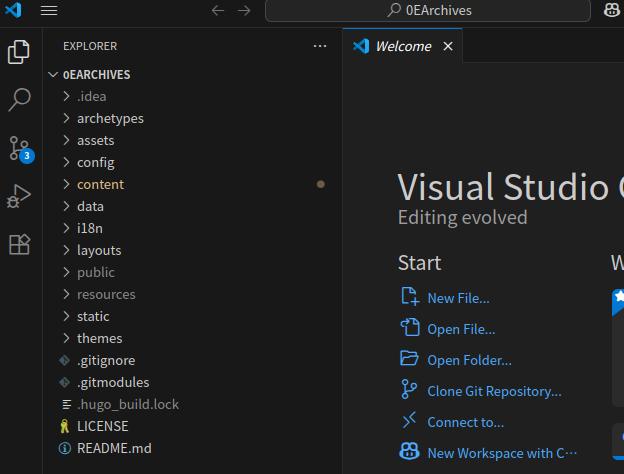 0EArchives
EXPLORER
Welcome
0EARCHIVES
.idea
archetypes
assets
config
content
data
i18n
layouts
public
resources
static
themes
.gitignore
.gitmodules
.hugo_build.lock
LICENSE
README.md
3
Visual Studio
Editing evolved
Start
New File...
Open File...
Open Folder...
Clone Git Repository...
Connect to...
New Workspace with C···